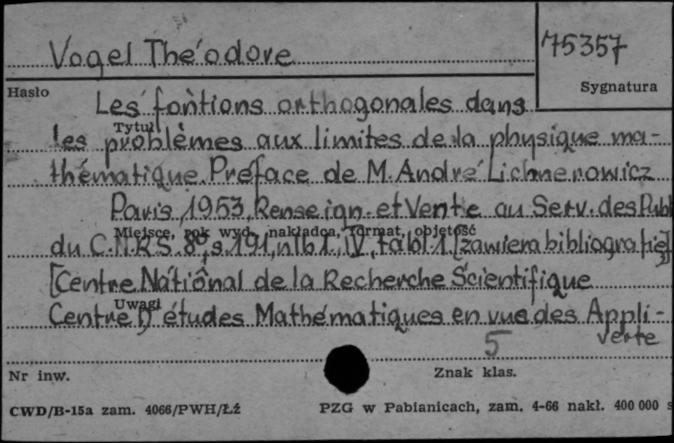 Vogel Théodore
75357
Hasło
Sygnatura
Les fontions orthogonales dans
Tytuł
les problèmes aux limites de la physique ma-
thématique. Préface de M. André Lichnerowicz
Paris, 1953, Renseign. et Vente au Serv. des Publ
Miejsce, rok wyd., nakładca, format, objętość
du C.N.R.S. 8°, s. 191, nlb 1, IV, tabl. 1. [zawiera bibliografię]
[Centre National de la Recherche Scientifique
Uwagi
Centre D'études Mathématiques en vue des Appli-
verte
5
Nr inw.
Znak klas.
CWD/B-15a zam. 4066/PWH/Łź
PZG w Pabianicach, zam. 4-66 nakł. 400 000 s